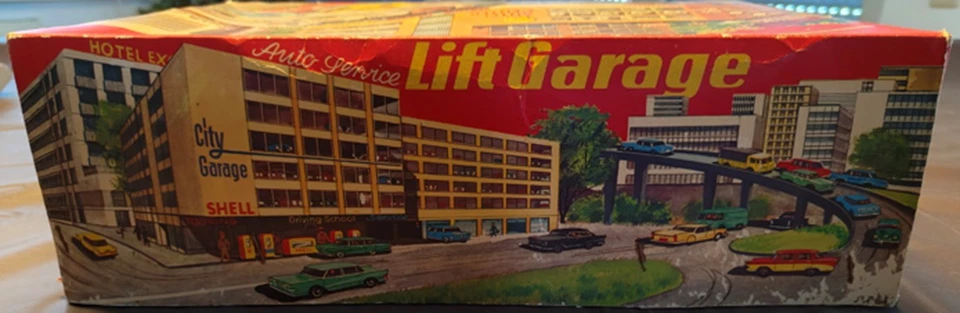 HOTEL EX
Auto Service
Lift Garage
City
Garage
SHELL
Driving School